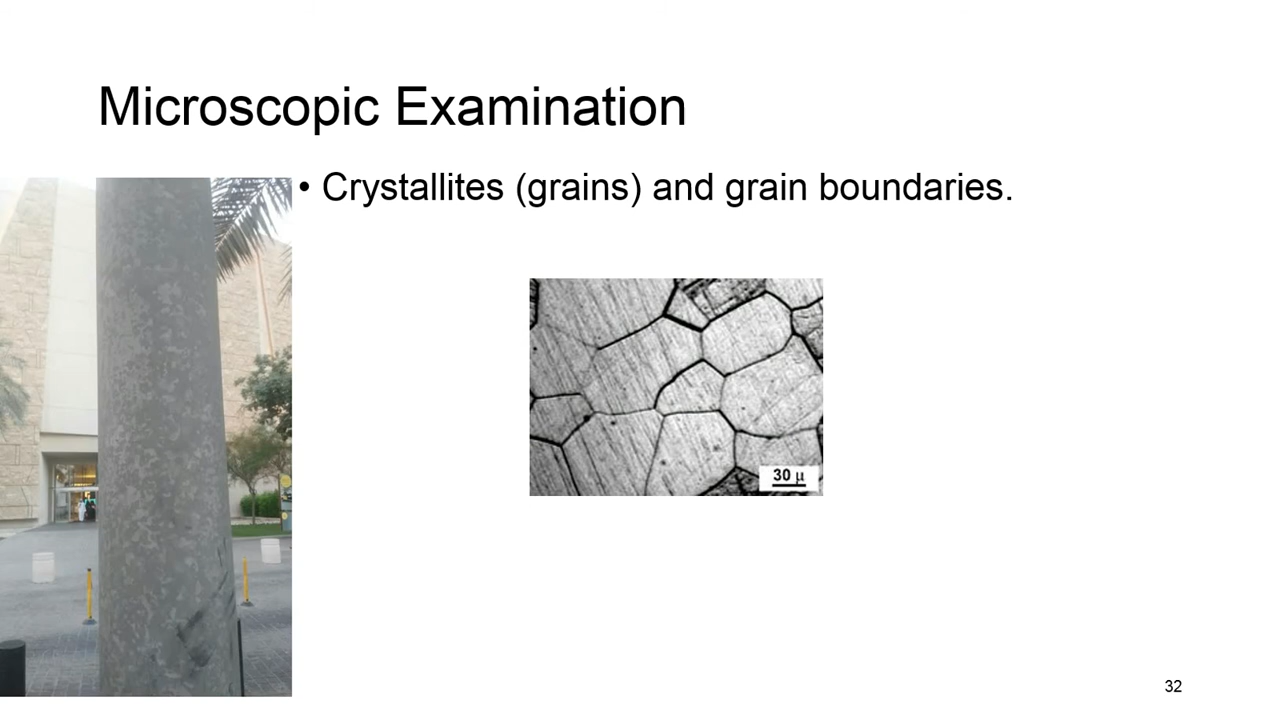 Microscopic Examination
• Crystallites (grains) and grain boundaries.
30 μ
32